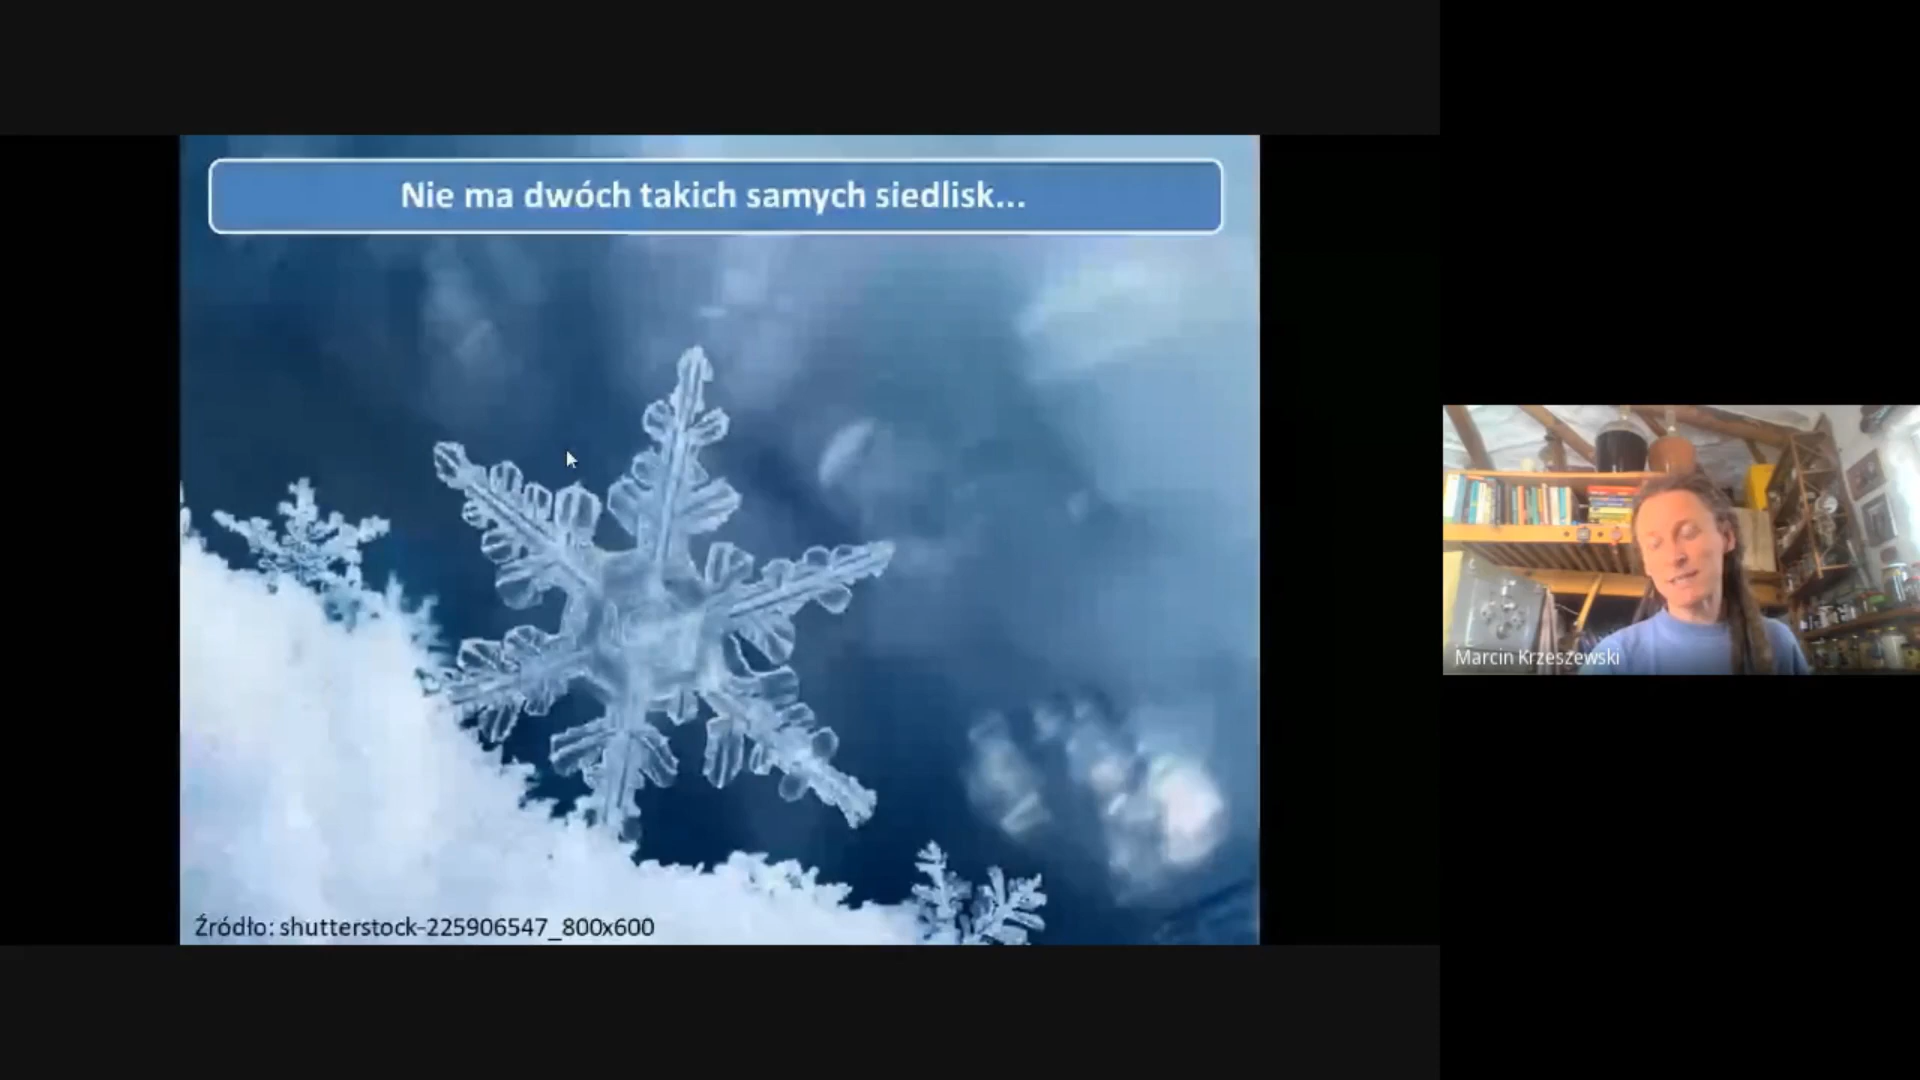 Nie ma dwóch takich samych siedlisk...
Źródło: shutterstock-225906547_800x600
Marcin Krzeszewski